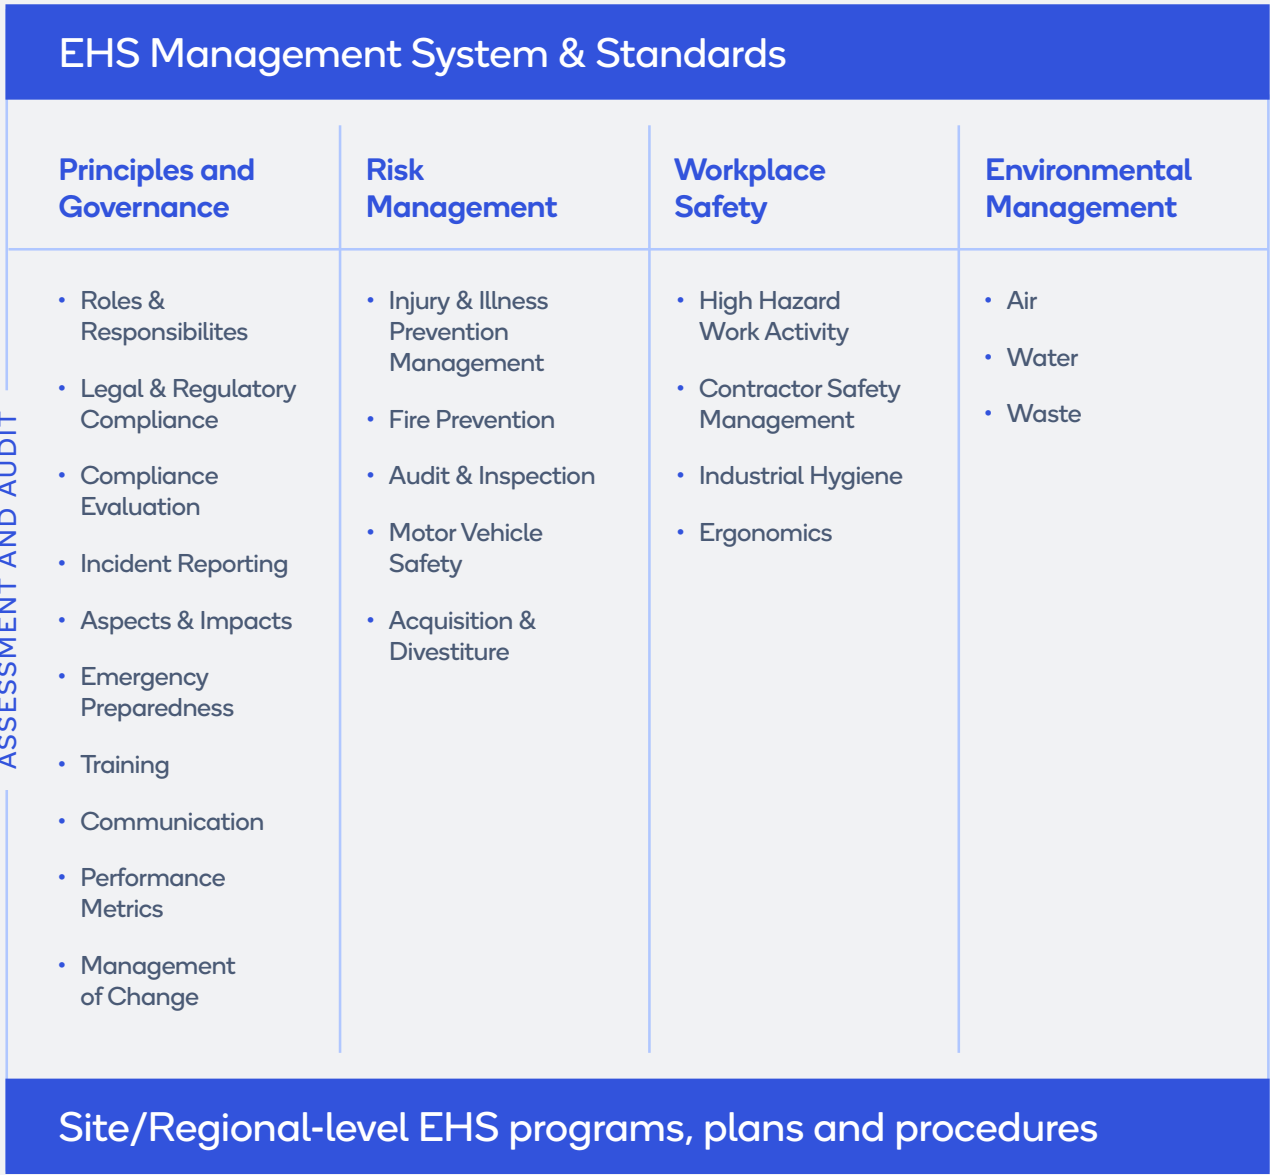 EHS Management System & Standards
Principles and
Governance
Risk
Management
Workplace
Safety
Environmental
Management
ASSESSMENT AND AUDIT
• Roles &
Responsibilites
• Legal & Regulatory
Compliance
• Compliance
Evaluation
• Incident Reporting
• Aspects & Impacts
• Emergency
Preparedness
• Training
• Communication
• Performance
Metrics
• Management
of Change
• Injury & Illness
Prevention
Management
• Fire Prevention
• Audit & Inspection
• Motor Vehicle
Safety
• Acquisition &
Divestiture
• High Hazard
Work Activity
• Contractor Safety
Management
• Industrial Hygiene
• Ergonomics
• Air
• Water
• Waste
Site/Regional-level EHS programs, plans and procedures